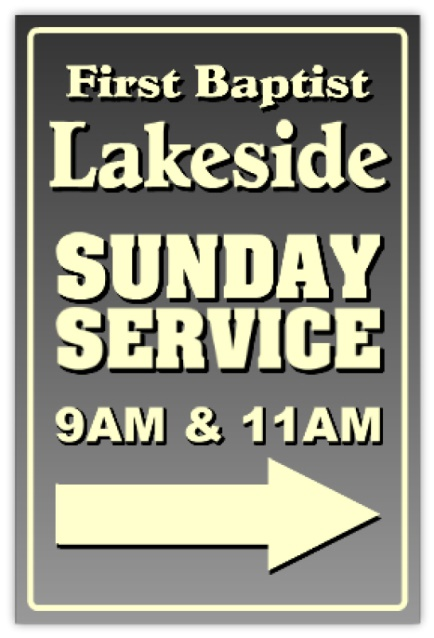 First Baptist
Lakeside
SUNDAY
SERVICE
9AM & 11AM